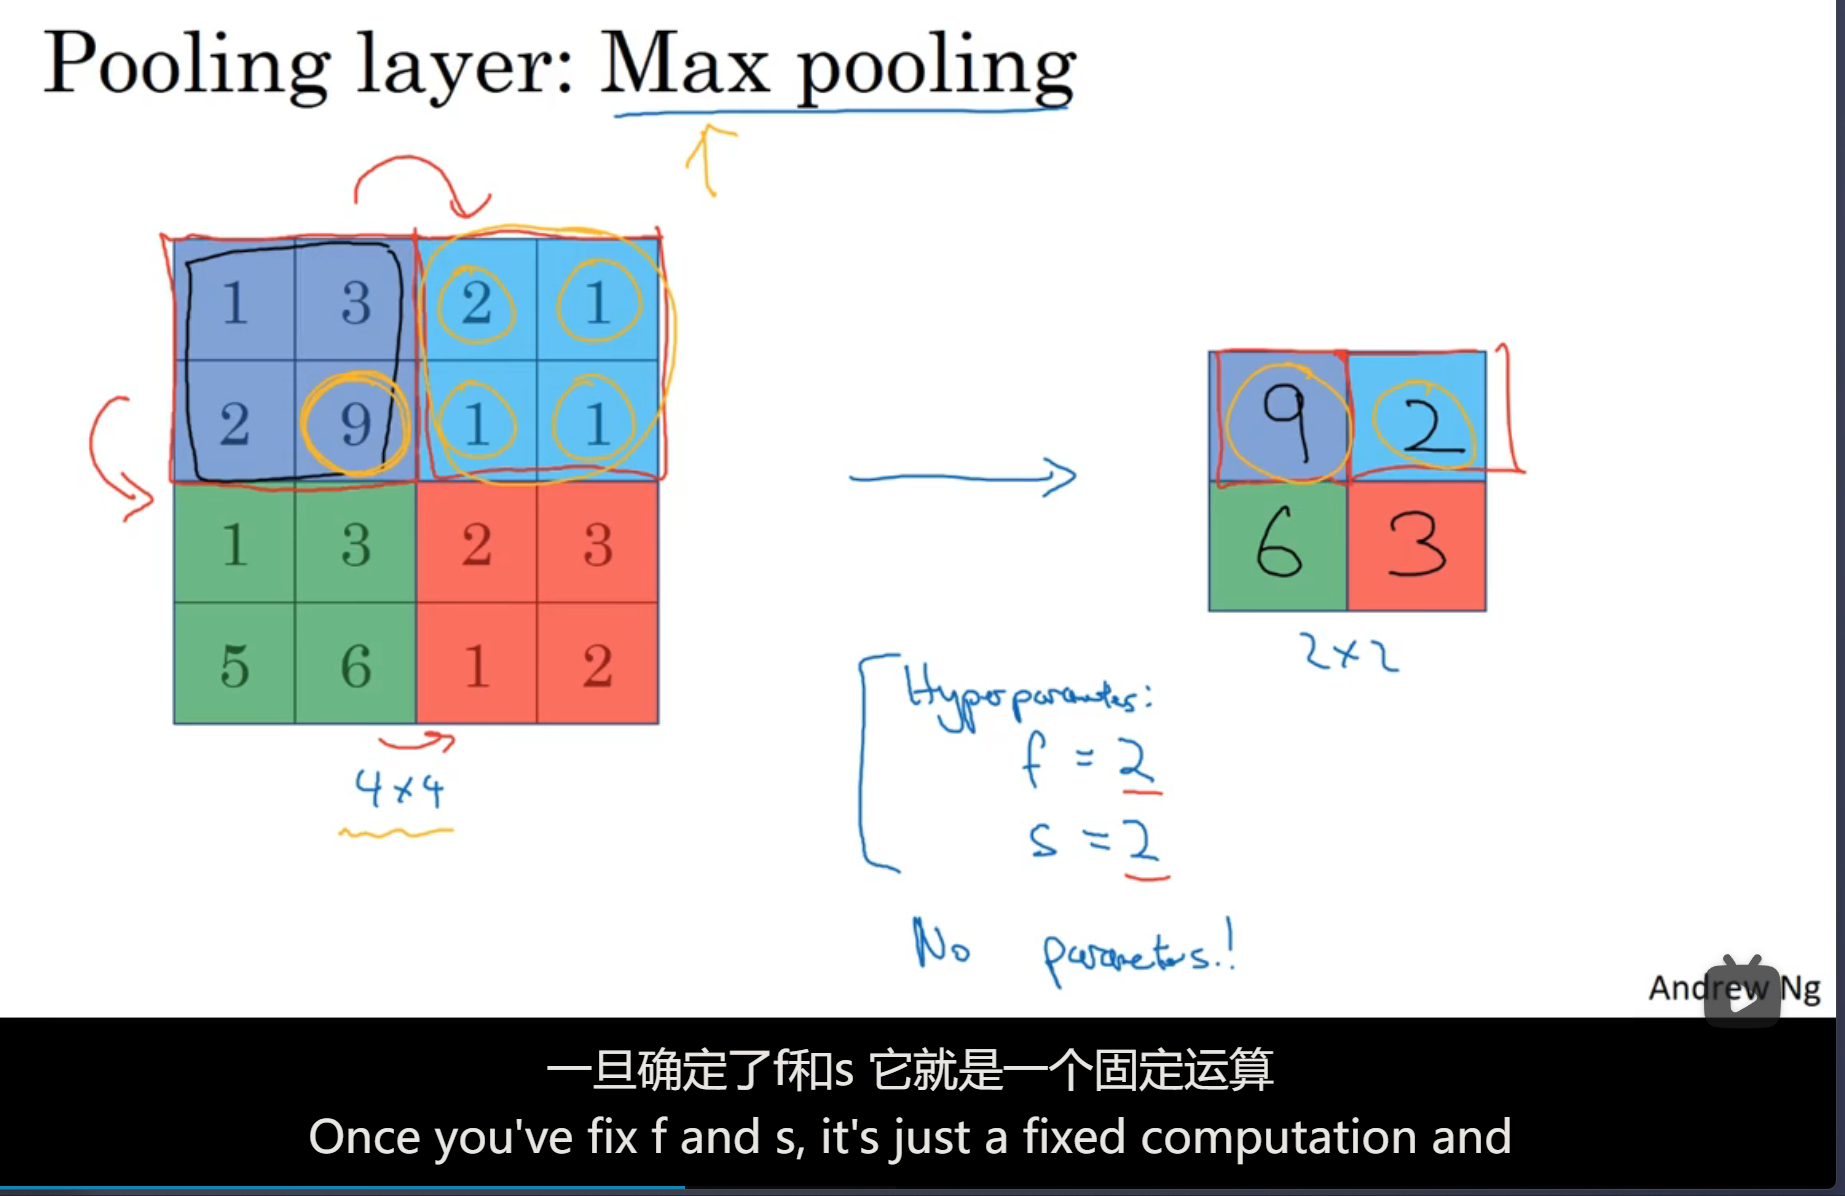 Pooling layer: Max pooling
1 3 2 1
2 9 1 1
1 3 2 3
5 6 1 2
4×4
9 2
6 3
2×2
Hyperparameters:
f = 2
s = 2
No parameters!
Andrew Ng
一旦确定了f和s 它就是一个固定运算
Once you've fix f and s, it's just a fixed computation and